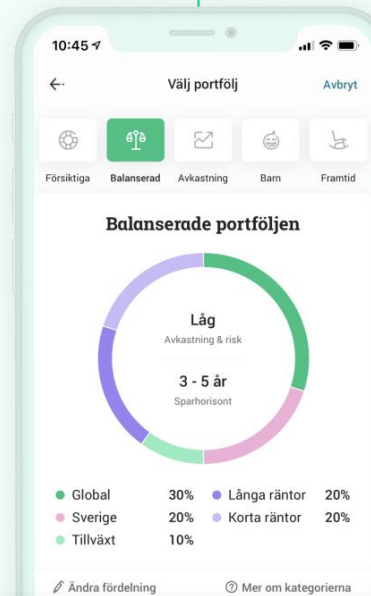 10:45
Välj portfölj
Avbryt
Försiktiga Balanserad Avkastning Barn Framtid
Balanserade portföljen
Låg
Avkastning & risk
3 - 5 år
Sparhorisont
Global 30% Långa räntor 20%
Sverige 20% Korta räntor 20%
Tillväxt 10%
Ändra fördelning Mer om kategorierna